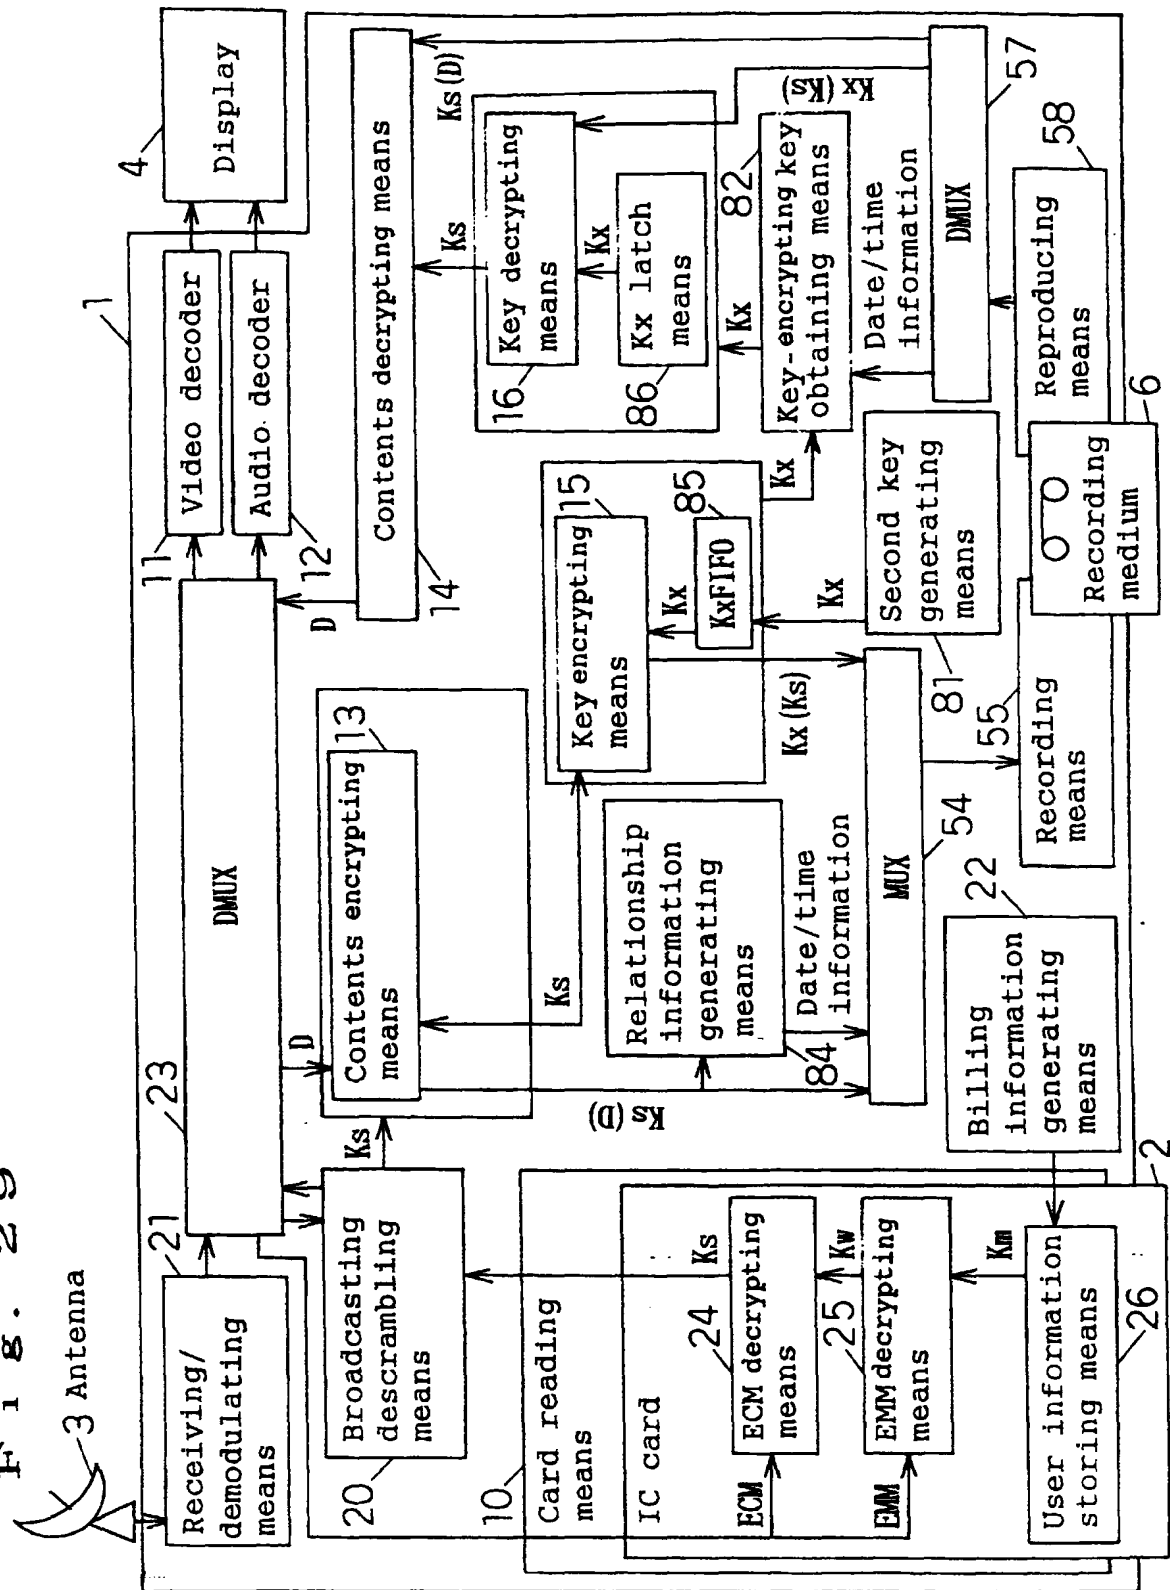 Fig. 29
3 Antenna
21
Receiving/
demodulating
means
23
DMUX
11
Video decoder
Audio decoder
12
4
Display
1
D
D
20
Broadcasting
descrambling
means
Ks
13
Contents encrypting
means
14
Contents decrypting means
Ks(D)
Ks(D)
Ks
Ks
10
Card reading
means
IC card
2
Ks
24
ECM decrypting
means
ECM
Kw
25
EMM decrypting
means
EMM
Km
User information
storing means
26
Billing
information
generating
means
22
Relationship
information
generating
means
84
Date/time
information
15
Key encrypting
means
Kx
85
KxFIFO
Kx
Kx(Ks)
Kx
Second key
generating
means
81
MUX
54
16
Key decrypting
means
Kx
Kx latch
means
86
Kx
Kx(Ks)
82
Key-encrypting key
obtaining means
Date/time
information
DMUX
57
55
Recording
means
Recording
medium
6
Reproducing
means
58